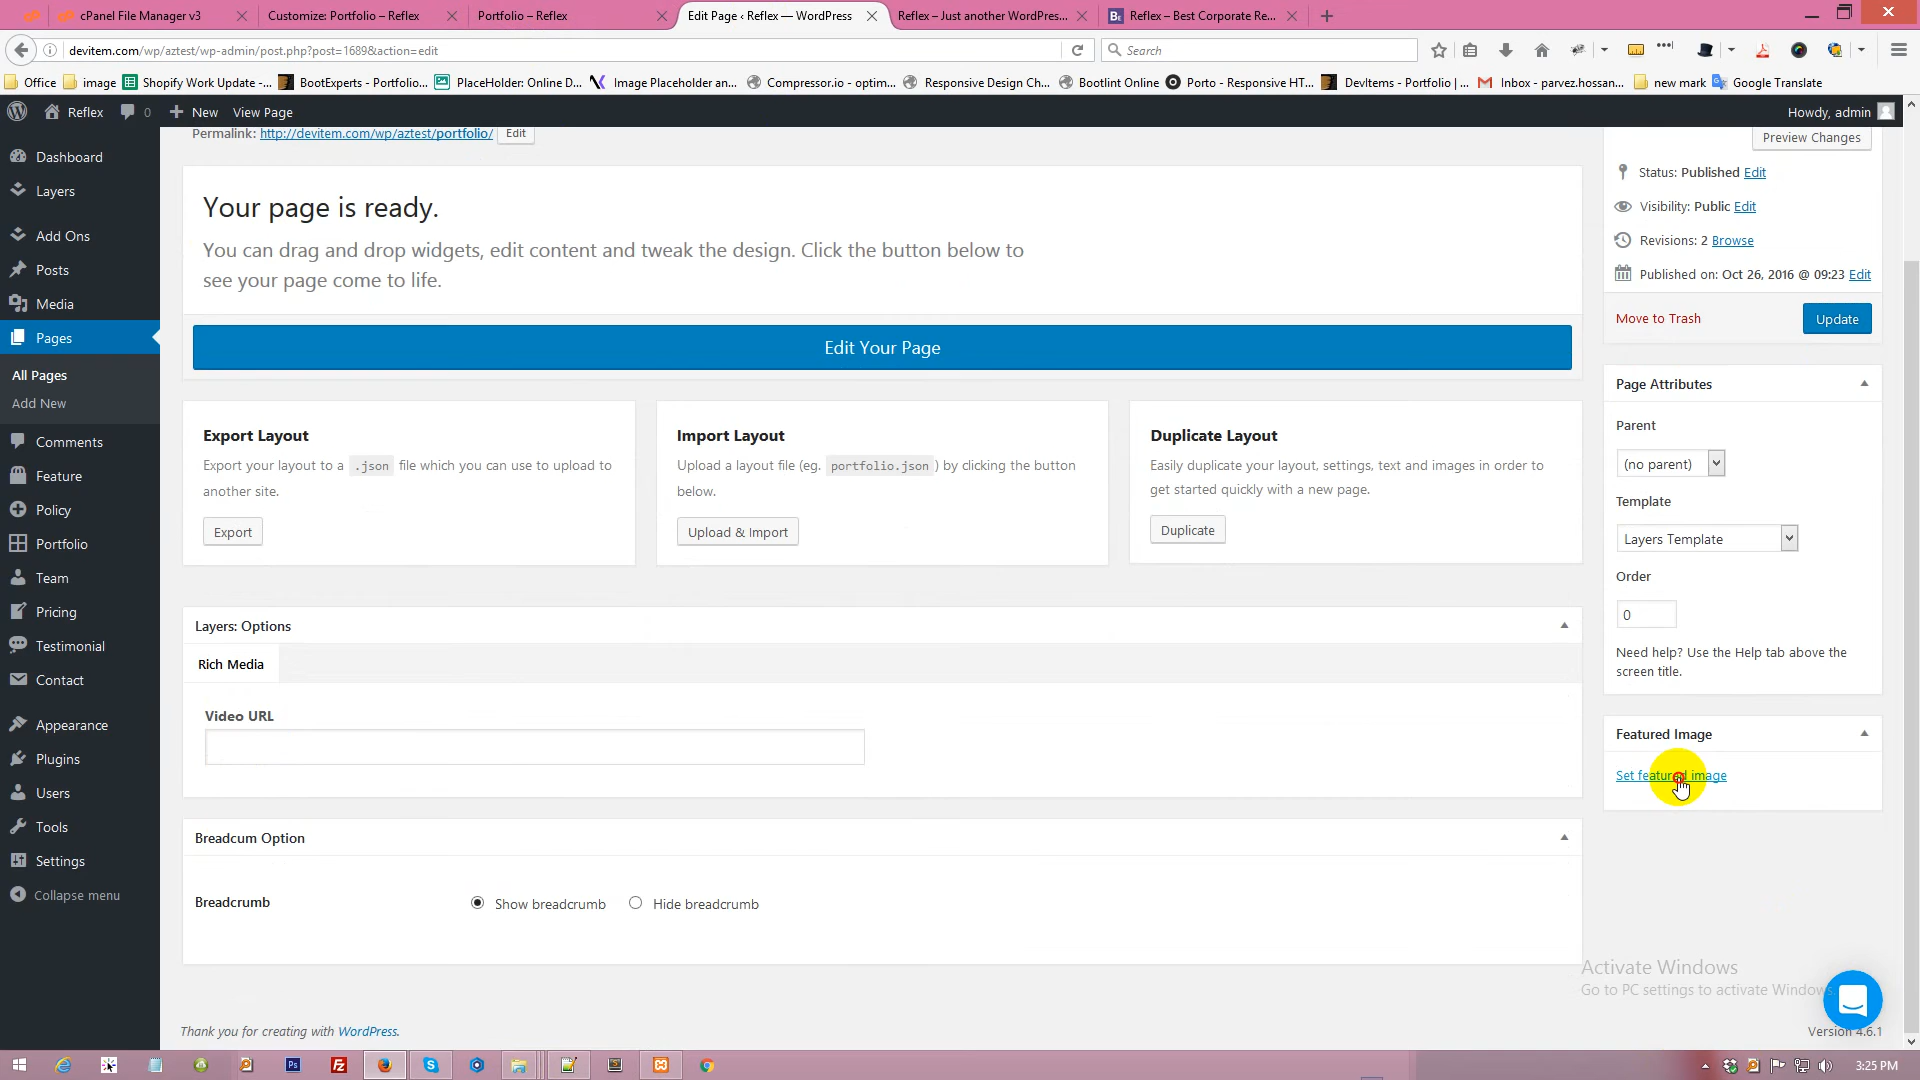 cPanel File Manager v3
Customize: Portfolio – Reflex
Portfolio – Reflex
Edit Page ‹ Reflex — WordPress
Reflex – Just another WordPress...
Reflex – Best Corporate Re...
devitem.com/wp/aztest/wp-admin/post.php?post=1689&action=edit
Search
Office
image
Shopify Work Update -...
BootExperts - Portfolio...
PlaceHolder: Online D...
Image Placeholder an...
Compressor.io - optim...
Responsive Design Ch...
Bootlint Online
Porto - Responsive HT...
DevItems - Portfolio |...
Inbox - parvez.hossan...
new mark
Google Translate
Reflex
0
New
View Page
Howdy, admin
Dashboard
Layers
Add Ons
Posts
Media
Pages
All Pages
Add New
Comments
Feature
Policy
Portfolio
Team
Pricing
Testimonial
Contact
Appearance
Plugins
Users
Tools
Settings
Collapse menu
Permalink: http://devitem.com/wp/aztest/portfolio/
Edit
Your page is ready.
You can drag and drop widgets, edit content and tweak the design. Click the button below to
see your page come to life.
Edit Your Page
Export Layout
Export your layout to a .json file which you can use to upload to
another site.
Export
Import Layout
Upload a layout file (eg. portfolio.json ) by clicking the button
below.
Upload & Import
Duplicate Layout
Easily duplicate your layout, settings, text and images in order to
get started quickly with a new page.
Duplicate
Layers: Options
Rich Media
Video URL
Breadcum Option
Breadcrumb
Show breadcrumb
Hide breadcrumb
Thank you for creating with WordPress.
Preview Changes
Status: Published Edit
Visibility: Public Edit
Revisions: 2 Browse
Published on: Oct 26, 2016 @ 09:23 Edit
Move to Trash
Update
Page Attributes
Parent
(no parent)
Template
Layers Template
Order
0
Need help? Use the Help tab above the
screen title.
Featured Image
Set featured image
Activate Windows
Go to PC settings to activate Windows.
Version 4.6.1
3:25 PM